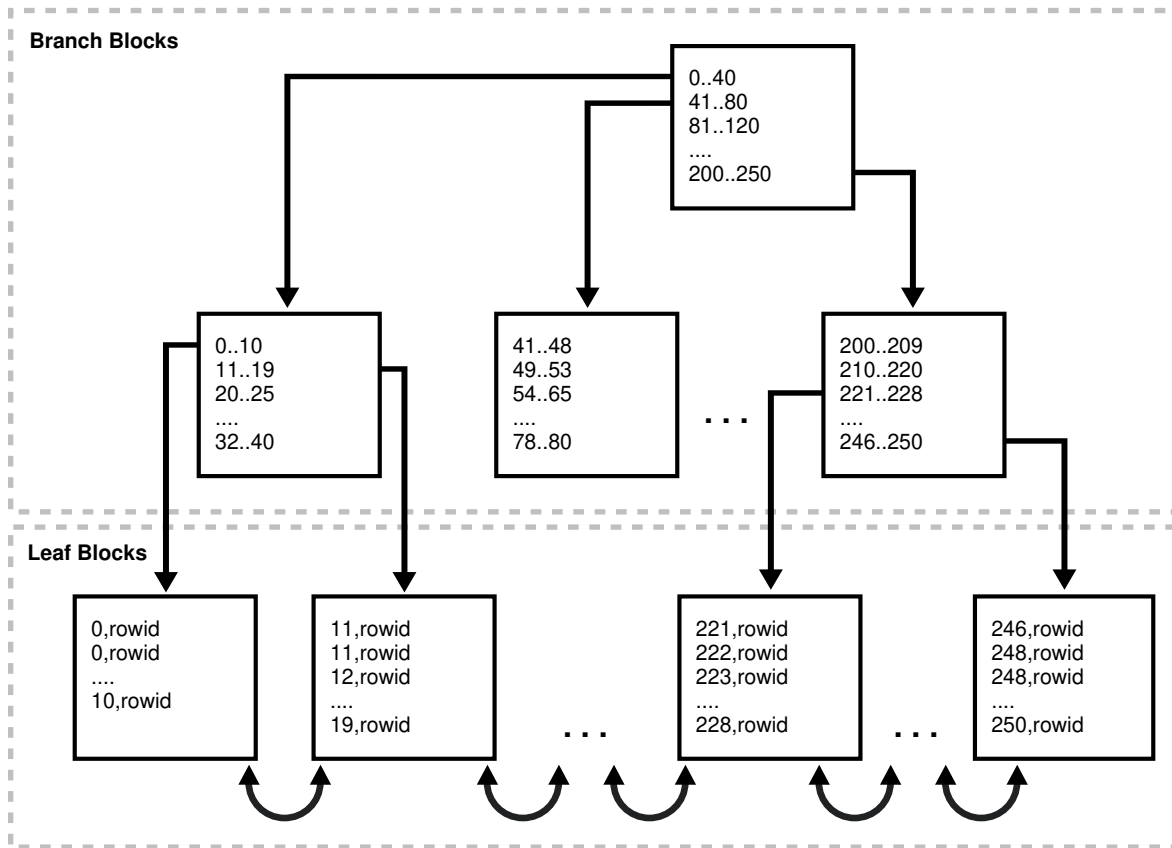 Branch Blocks
0..40
41..80
81..120
....
200..250
0..10
11..19
20..25
....
32..40
41..48
49..53
54..65
....
78..80
...
200..209
210..220
221..228
....
246..250
Leaf Blocks
0,rowid
0,rowid
....
10,rowid
11,rowid
11,rowid
12,rowid
....
19,rowid
...
221,rowid
222,rowid
223,rowid
....
228,rowid
...
246,rowid
248,rowid
248,rowid
....
250,rowid